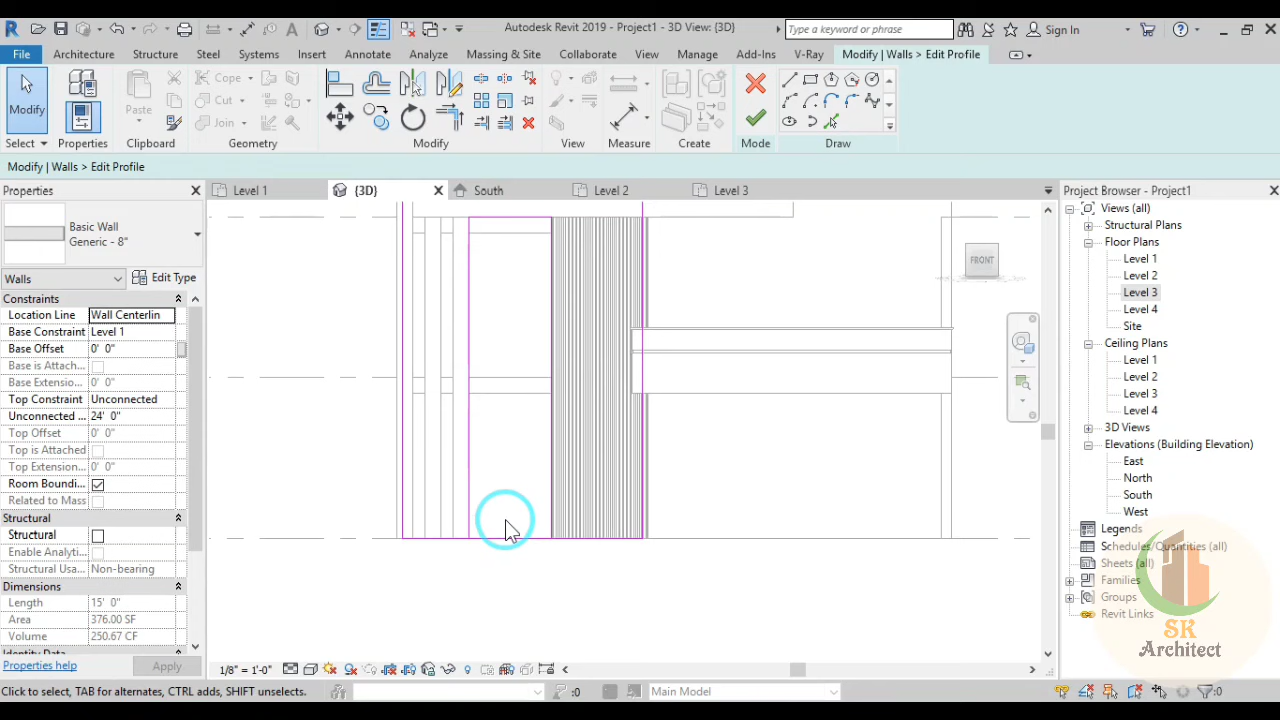 Autodesk Revit 2019 - Project1 - 3D View: {3D}
Type a keyword or phrase
Sign In
File Architecture Structure Steel Systems Insert Annotate Analyze Massing & Site Collaborate View Manage Add-Ins V-Ray Modify | Walls > Edit Profile
Modify
Paste
Cope
Cut
Join
Select Properties Clipboard Geometry Modify View Measure Create Mode Draw
Modify | Walls > Edit Profile
Properties
Level 1 {3D} South Level 2 Level 3
Project Browser - Project1
Basic Wall
Generic - 8"
Walls
Edit Type
Constraints
Location Line Wall Centerlin
Base Constraint Level 1
Base Offset 0' 0"
Base is Attach...
Base Extension...
Top Constraint Unconnected
Unconnected ... 24' 0"
Top Offset 0' 0"
Top is Attached
Top Extension...
Room Boundi...
Related to Mass
Structural
Structural
Enable Analyti...
Structural Usa... Non-bearing
Dimensions
Length 15' 0"
Area 376.00 SF
Volume 250.67 CF
Identity Data
Properties help
Apply
FRONT
Views (all)
Structural Plans
Floor Plans
Level 1
Level 2
Level 3
Level 4
Site
Ceiling Plans
Level 1
Level 2
Level 3
Level 4
3D Views
Elevations (Building Elevation)
East
North
South
West
Legends
Schedules/Quantities (all)
Sheets (all)
Families
Groups
Revit Links
SK
Architect
1/8" = 1'-0"
Click to select, TAB for alternates, CTRL adds, SHIFT unselects.
:0
Main Model
:0